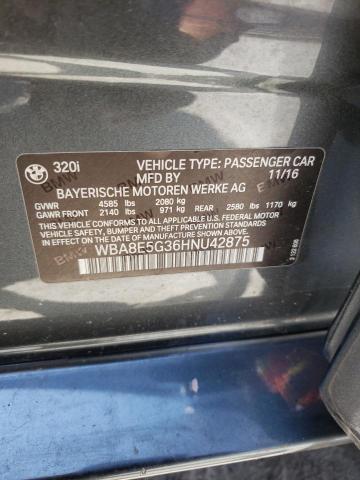 320i VEHICLE TYPE: PASSENGER CAR
MFD BY 11/16
BAYERISCHE MOTOREN WERKE AG
GVWR 4585 lbs 2080 kg
GAWR FRONT 2140 lbs 971 kg REAR 2580 lbs 1170 kg
THIS VEHICLE CONFORMS TO ALL APPLICABLE FEDERAL MOTOR
VEHICLE SAFETY, BUMPER AND THEFT PREVENTION STANDARDS
IN EFFECT ON THE DATE OF MANUFACTURE SHOWN ABOVE.
WBA8E5G36HNU42875